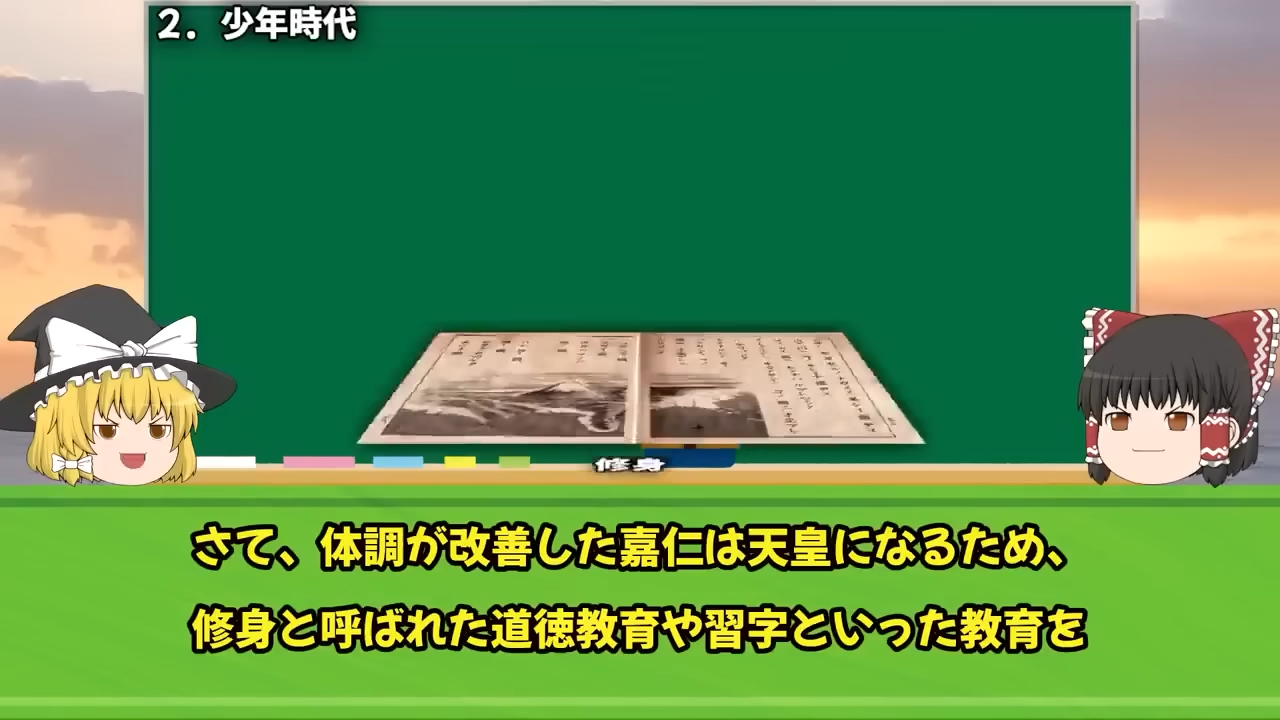 ２．少年時代
修身
さて、体調が改善した嘉仁は天皇になるため、
修身と呼ばれた道徳教育や習字といった教育を